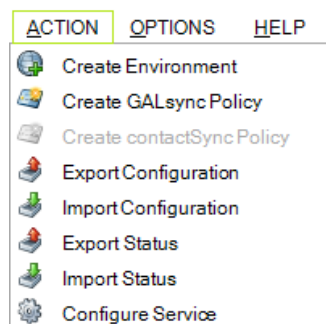 ACTION OPTIONS HELP
Create Environment
Create GALsync Policy
Create contactSync Policy
Export Configuration
Import Configuration
Export Status
Import Status
Configure Service